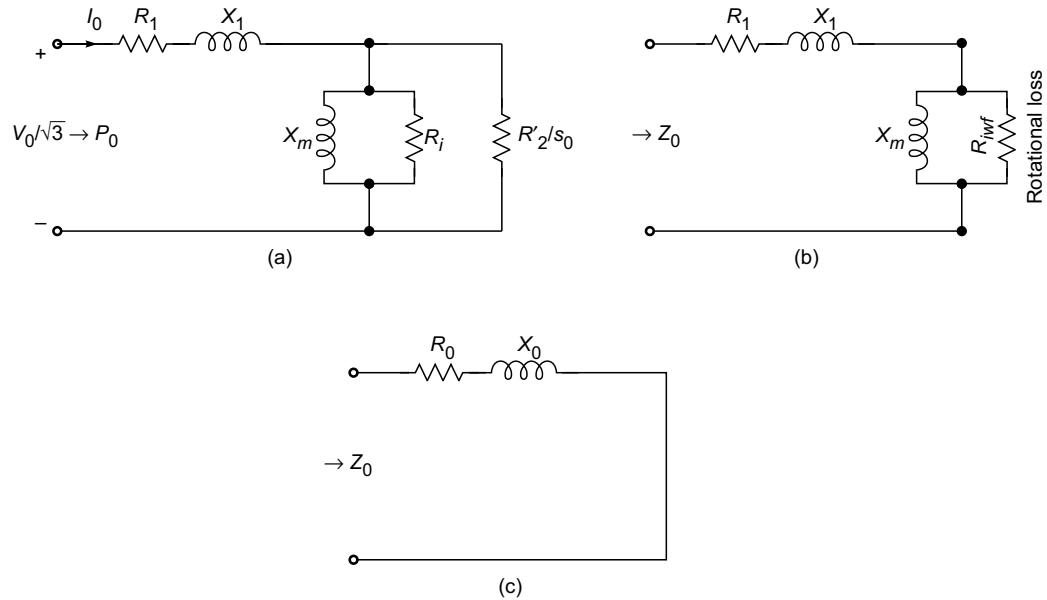 I0 R1 X1
+
V0/√3 → P0
Xm Ri R′2/s0
–
(a)
R1 X1
→ Z0
Xm Riwf Rotational loss
(b)
R0 X0
→ Z0
(c)